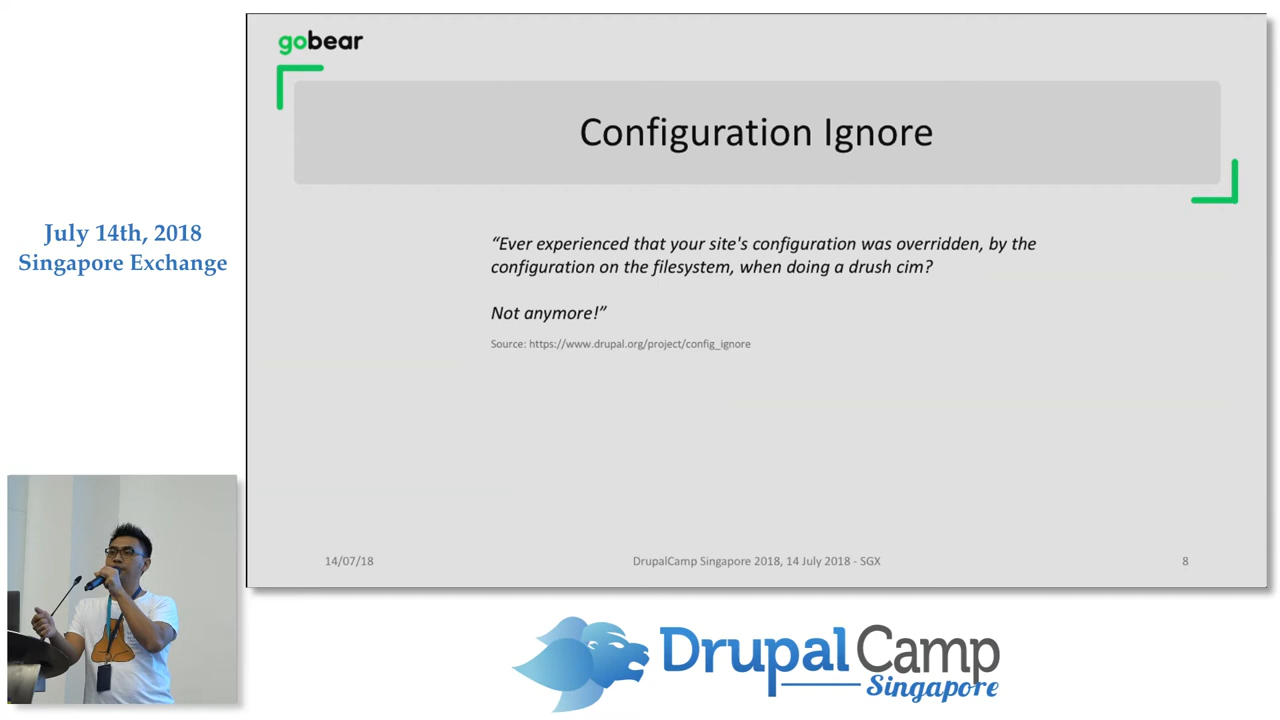 gobear
Configuration Ignore
July 14th, 2018
Singapore Exchange
“Ever experienced that your site's configuration was overridden, by the
configuration on the filesystem, when doing a drush cim?
Not anymore!”
Source: https://www.drupal.org/project/config_ignore
14/07/18
DrupalCamp Singapore 2018, 14 July 2018 - SGX
8
DrupalCamp
Singapore